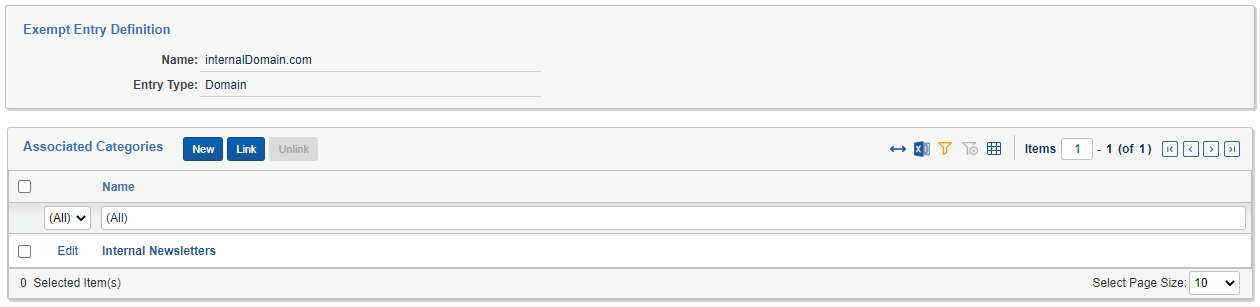 Exempt Entry Definition
Name: internalDomain.com
Entry Type: Domain
Associated Categories New Link Unlink Items 1 - 1 (of 1)
Name
(All) (All)
Edit Internal Newsletters
0 Selected Item(s) Select Page Size: 10